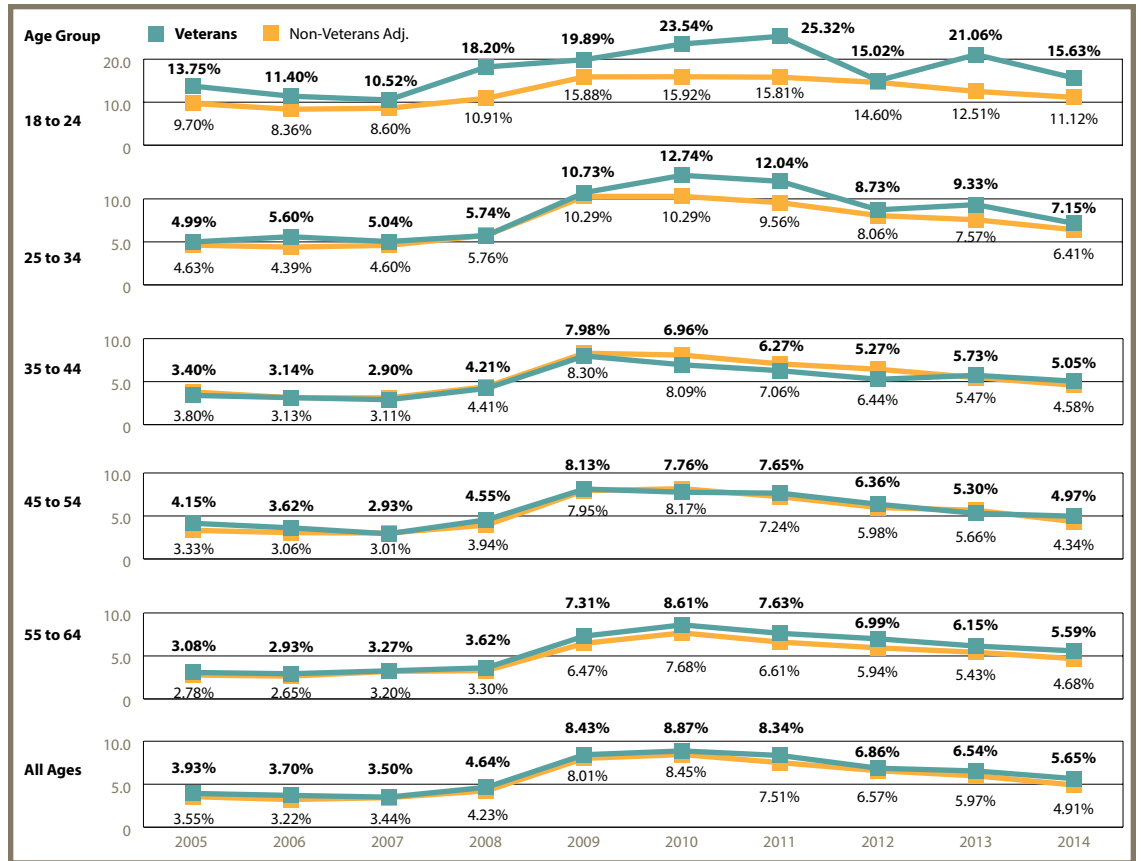 Age Group Veterans Non-Veterans Adj.
18 to 24
20.0
10.0
0
13.75% 11.40% 10.52% 18.20% 19.89% 23.54% 25.32% 15.02% 21.06% 15.63%
9.70% 8.36% 8.60% 10.91% 15.88% 15.92% 15.81% 14.60% 12.51% 11.12%
25 to 34
10.0
5.0
0
4.99% 5.60% 5.04% 5.74% 10.73% 12.74% 12.04% 8.73% 9.33% 7.15%
4.63% 4.39% 4.60% 5.76% 10.29% 10.29% 9.56% 8.06% 7.57% 6.41%
35 to 44
10.0
5.0
0
3.40% 3.14% 2.90% 4.21% 7.98% 6.96% 6.27% 5.27% 5.73% 5.05%
3.80% 3.13% 3.11% 4.41% 8.30% 8.09% 7.06% 6.44% 5.47% 4.58%
45 to 54
10.0
5.0
0
4.15% 3.62% 2.93% 4.55% 8.13% 7.76% 7.65% 6.36% 5.30% 4.97%
3.33% 3.06% 3.01% 3.94% 7.95% 8.17% 7.24% 5.98% 5.66% 4.34%
55 to 64
10.0
5.0
0
3.08% 2.93% 3.27% 3.62% 7.31% 8.61% 7.63% 6.99% 6.15% 5.59%
2.78% 2.65% 3.20% 3.30% 6.47% 7.68% 6.61% 5.94% 5.43% 4.68%
All Ages
10.0
5.0
0
3.93% 3.70% 3.50% 4.64% 8.43% 8.87% 8.34% 6.86% 6.54% 5.65%
3.55% 3.22% 3.44% 4.23% 8.01% 8.45% 7.51% 6.57% 5.97% 4.91%
2005 2006 2007 2008 2009 2010 2011 2012 2013 2014